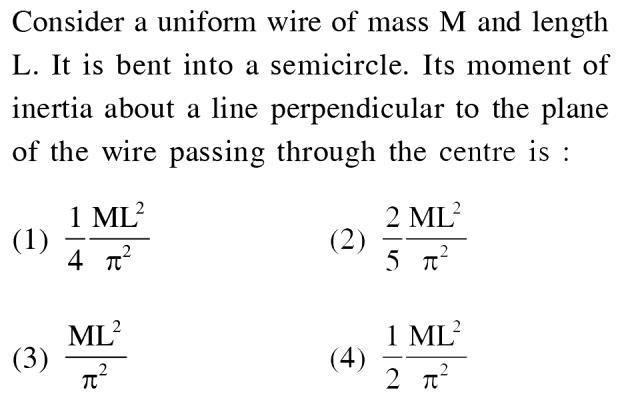 Consider a uniform wire of mass M and length
L. It is bent into a semicircle. Its moment of
inertia about a line perpendicular to the plane
of the wire passing through the centre is :
(1) 1/4 ML²/π² (2) 2/5 ML²/π²
(3) ML²/π² (4) 1/2 ML²/π²